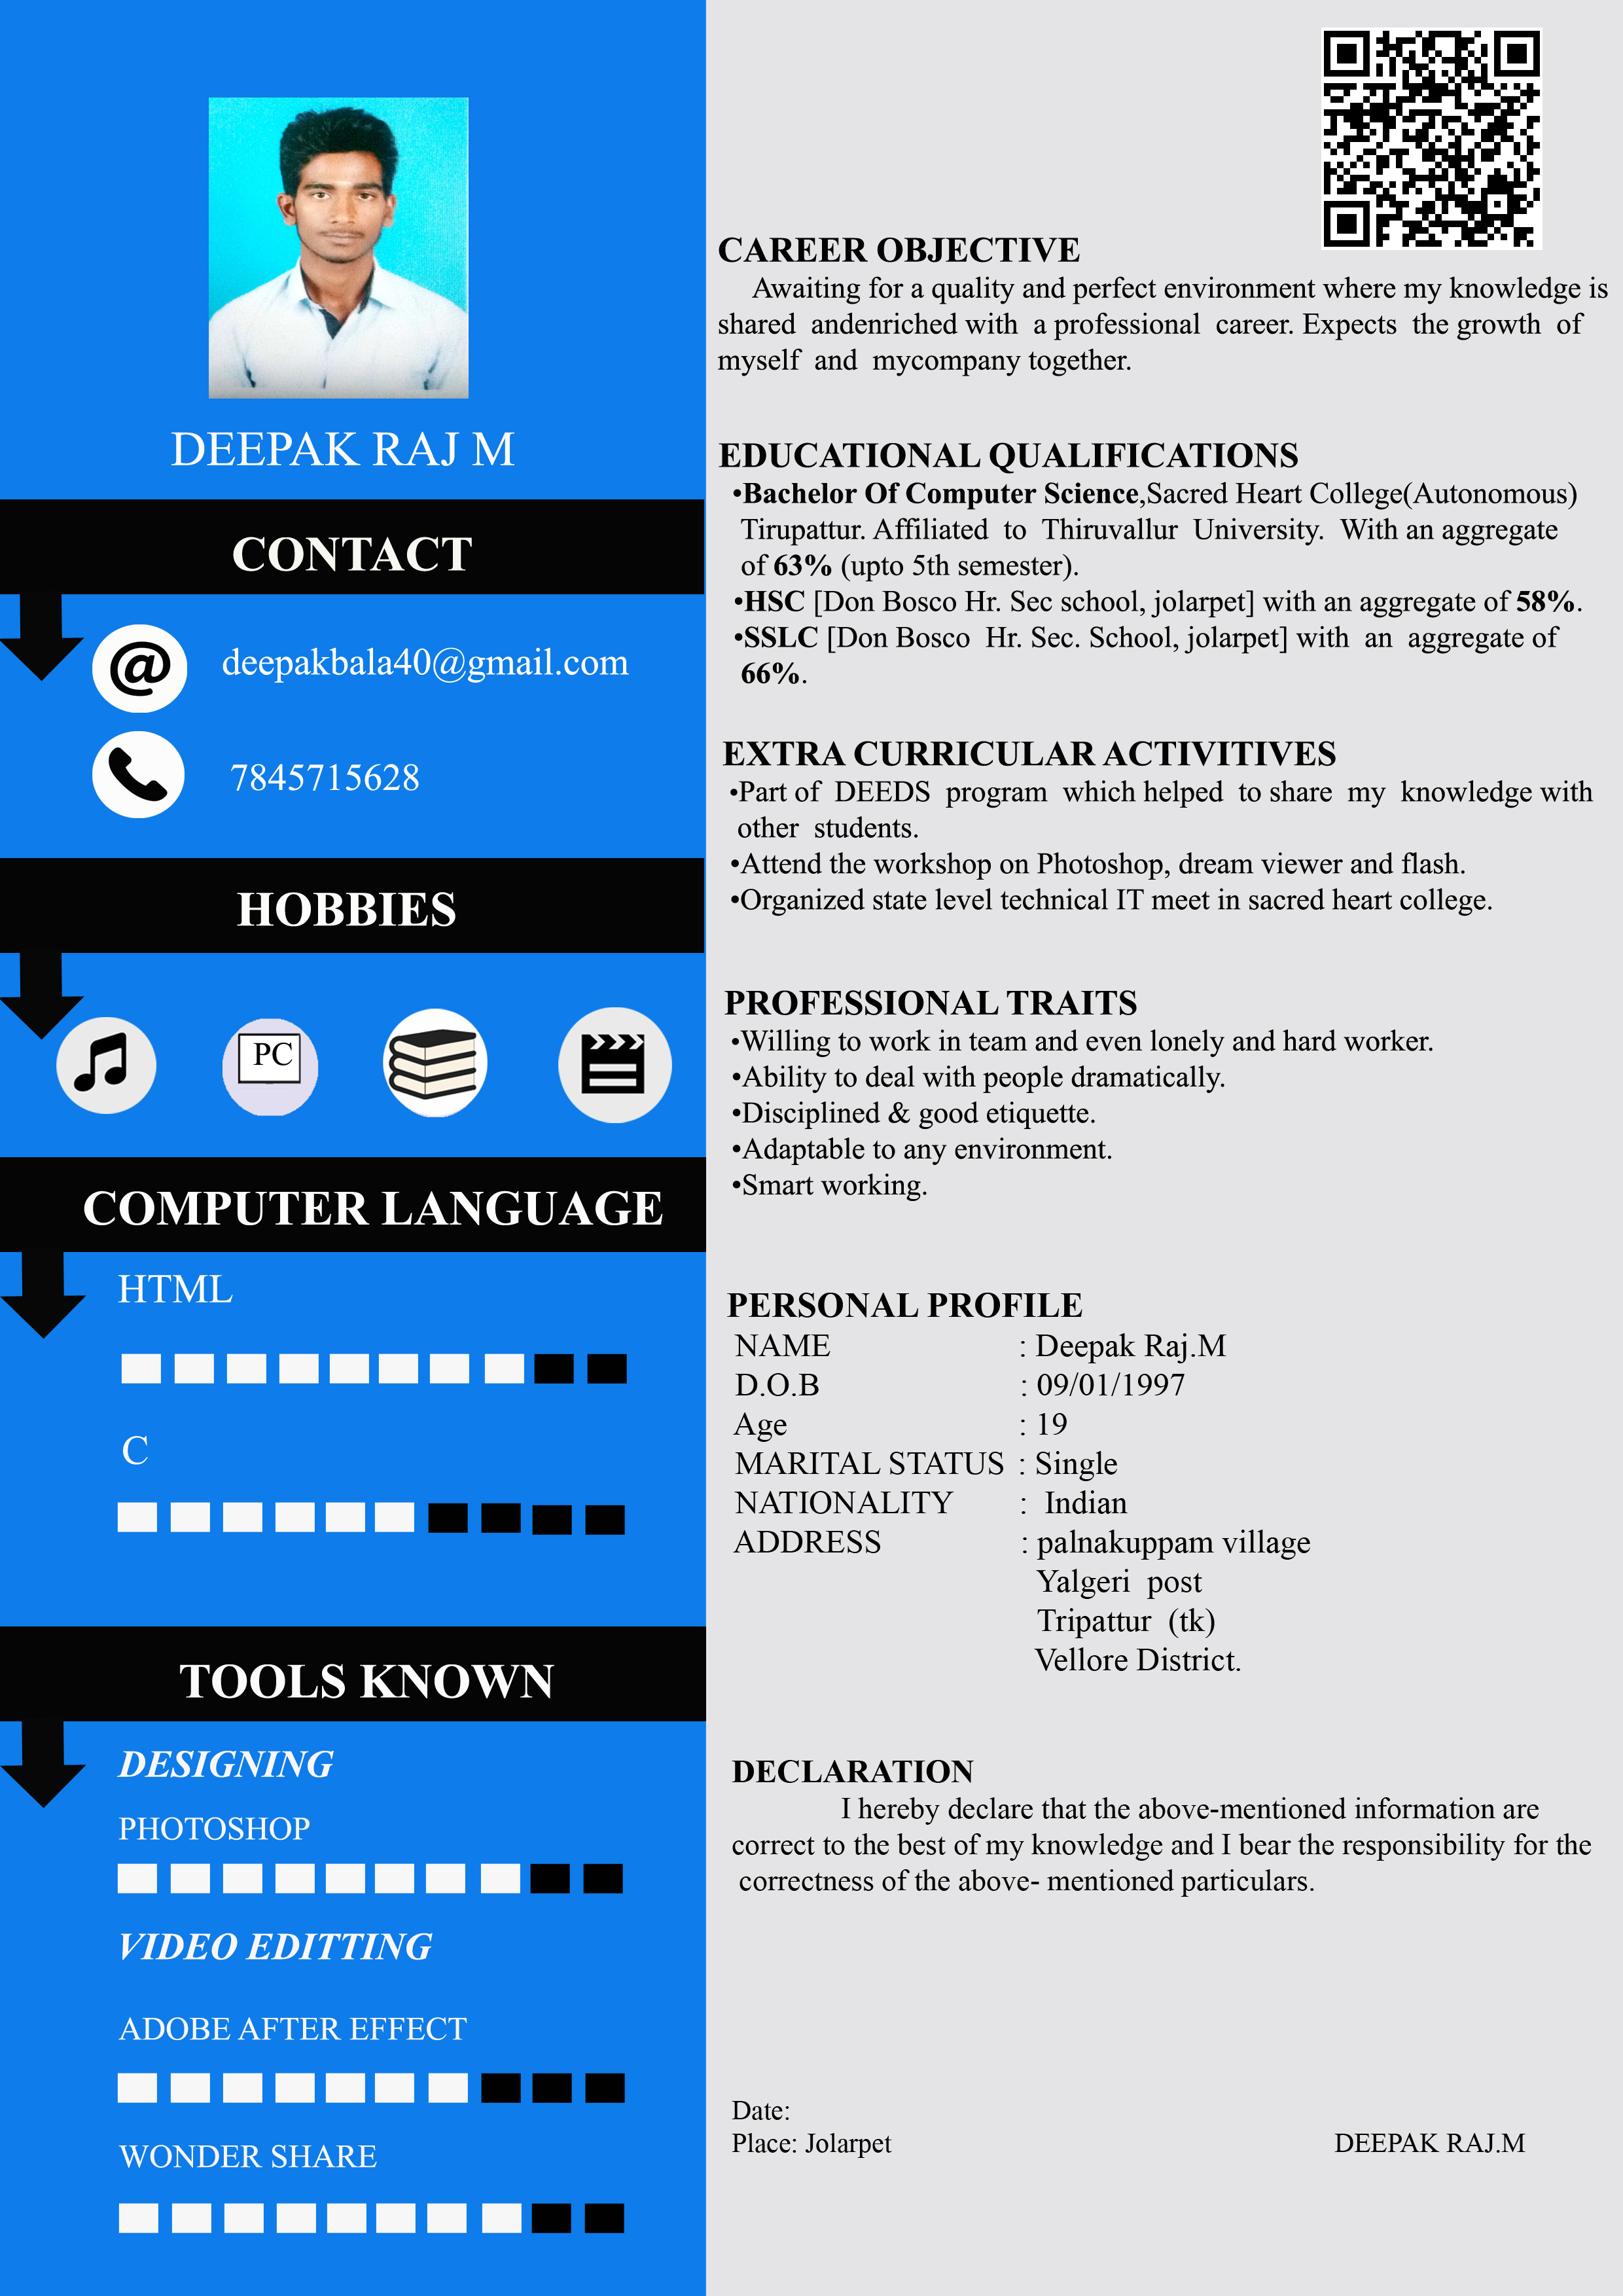 DEEPAK RAJ M
CONTACT
@
deepakbala40@gmail.com
7845715628
HOBBIES
PC
COMPUTER LANGUAGE
HTML
C
TOOLS KNOWN
DESIGNING
PHOTOSHOP
VIDEO EDITTING
ADOBE AFTER EFFECT
WONDER SHARE
CAREER OBJECTIVE
Awaiting for a quality and perfect environment where my knowledge is
shared andenriched with a professional career. Expects the growth of
myself and mycompany together.
EDUCATIONAL QUALIFICATIONS
•Bachelor Of Computer Science,Sacred Heart College(Autonomous)
Tirupattur. Affiliated to Thiruvallur University. With an aggregate
of 63% (upto 5th semester).
•HSC [Don Bosco Hr. Sec school, jolarpet] with an aggregate of 58%.
•SSLC [Don Bosco Hr. Sec. School, jolarpet] with an aggregate of
66%.
EXTRA CURRICULAR ACTIVITIVES
•Part of DEEDS program which helped to share my knowledge with
other students.
•Attend the workshop on Photoshop, dream viewer and flash.
•Organized state level technical IT meet in sacred heart college.
PROFESSIONAL TRAITS
•Willing to work in team and even lonely and hard worker.
•Ability to deal with people dramatically.
•Disciplined & good etiquette.
•Adaptable to any environment.
•Smart working.
PERSONAL PROFILE
NAME : Deepak Raj.M
D.O.B : 09/01/1997
Age : 19
MARITAL STATUS : Single
NATIONALITY : Indian
ADDRESS : palnakuppam village
Yalgeri post
Tripattur (tk)
Vellore District.
DECLARATION
I hereby declare that the above-mentioned information are
correct to the best of my knowledge and I bear the responsibility for the
correctness of the above- mentioned particulars.
Date:
Place: Jolarpet DEEPAK RAJ.M